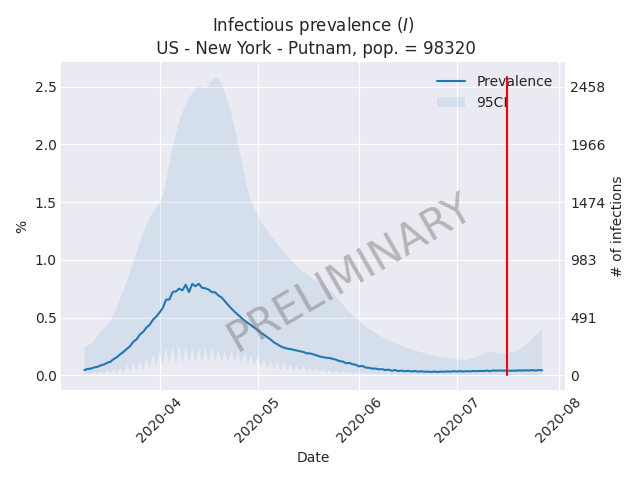 Infectious prevalence (I)
US - New York - Putnam, pop. = 98320
Prevalence
95CI
2.5
2.0
1.5
1.0
0.5
0.0
%
2458
1966
1474
983
491
0
# of infections
PRELIMINARY
2020-04
2020-05
2020-06
2020-07
2020-08
Date